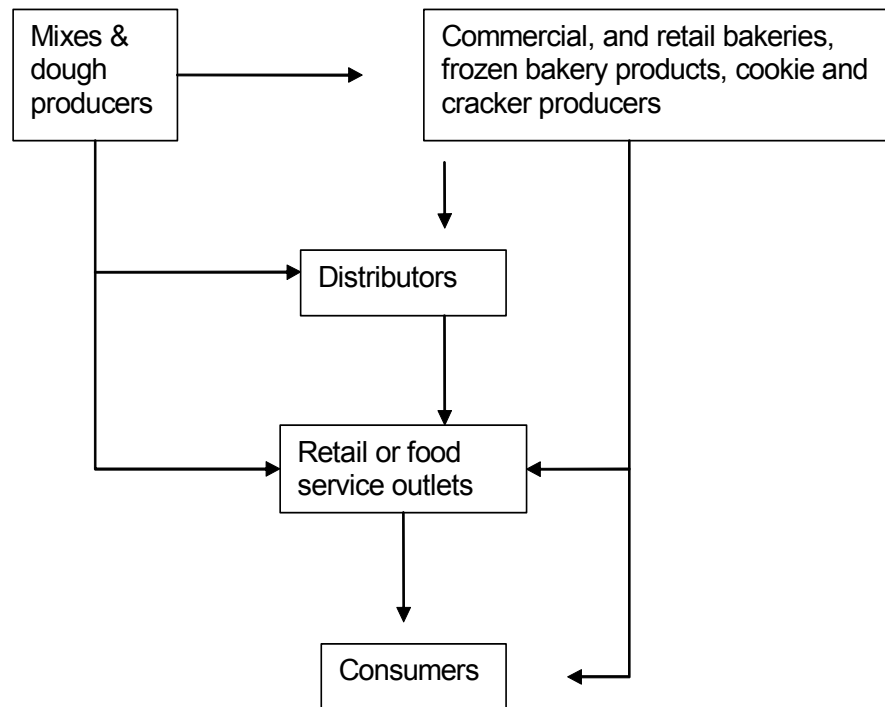 Mixes &
dough
producers
Commercial, and retail bakeries,
frozen bakery products, cookie and
cracker producers
Distributors
Retail or food
service outlets
Consumers